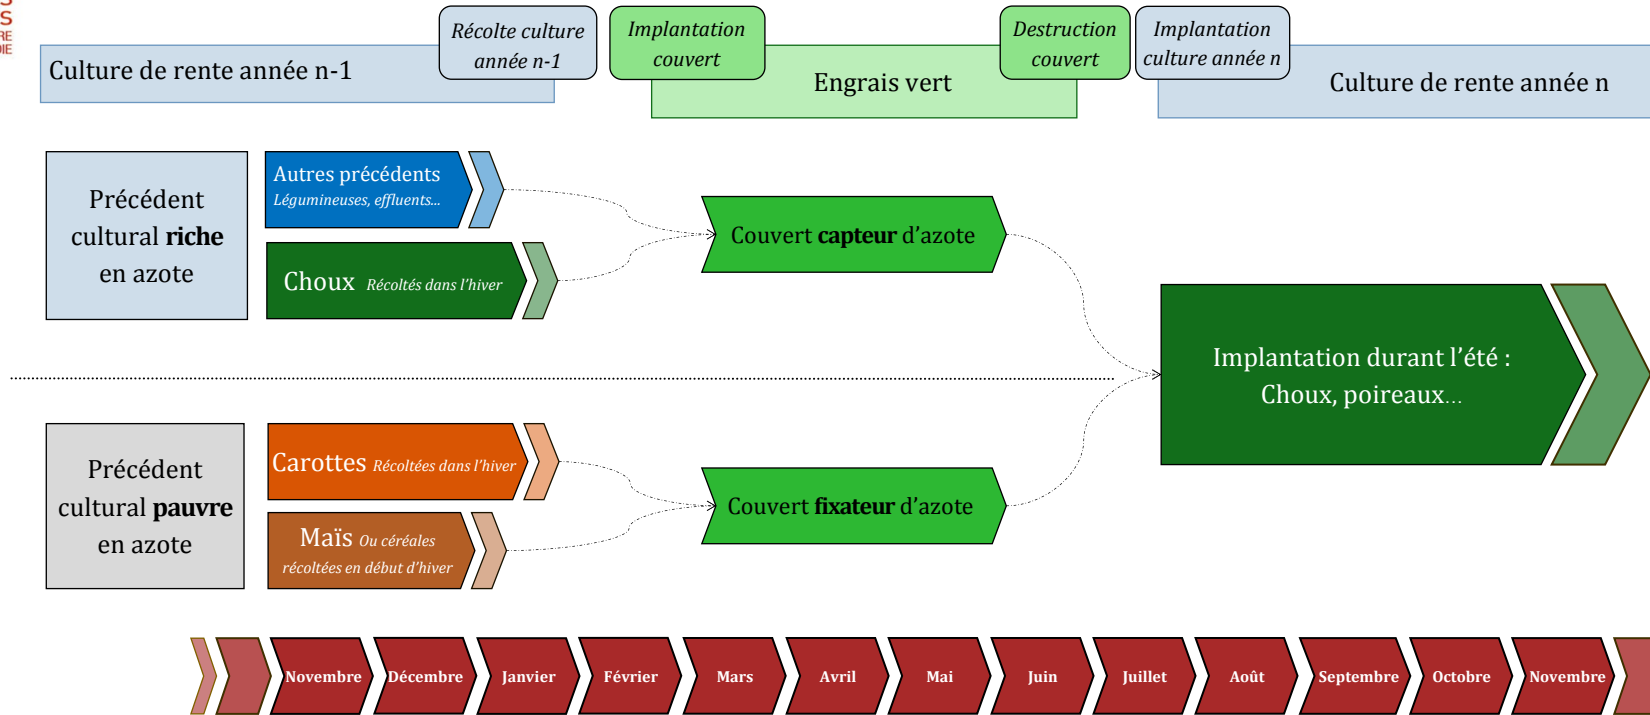 S
S
RE
DIE
Culture de rente année n-1
Récolte culture
année n-1
Implantation
couvert
Engrais vert
Destruction
couvert
Implantation
culture année n
Culture de rente année n
Précédent
cultural riche
en azote
Autres précédents
Légumineuses, effluents...
Choux Récoltés dans l'hiver
Couvert capteur d'azote
Implantation durant l'été :
Choux, poireaux...
Précédent
cultural pauvre
en azote
Carottes Récoltées dans l'hiver
Maïs Ou céréales
récoltées en début d'hiver
Couvert fixateur d'azote
Novembre Décembre Janvier Février Mars Avril Mai Juin Juillet Août Septembre Octobre Novembre